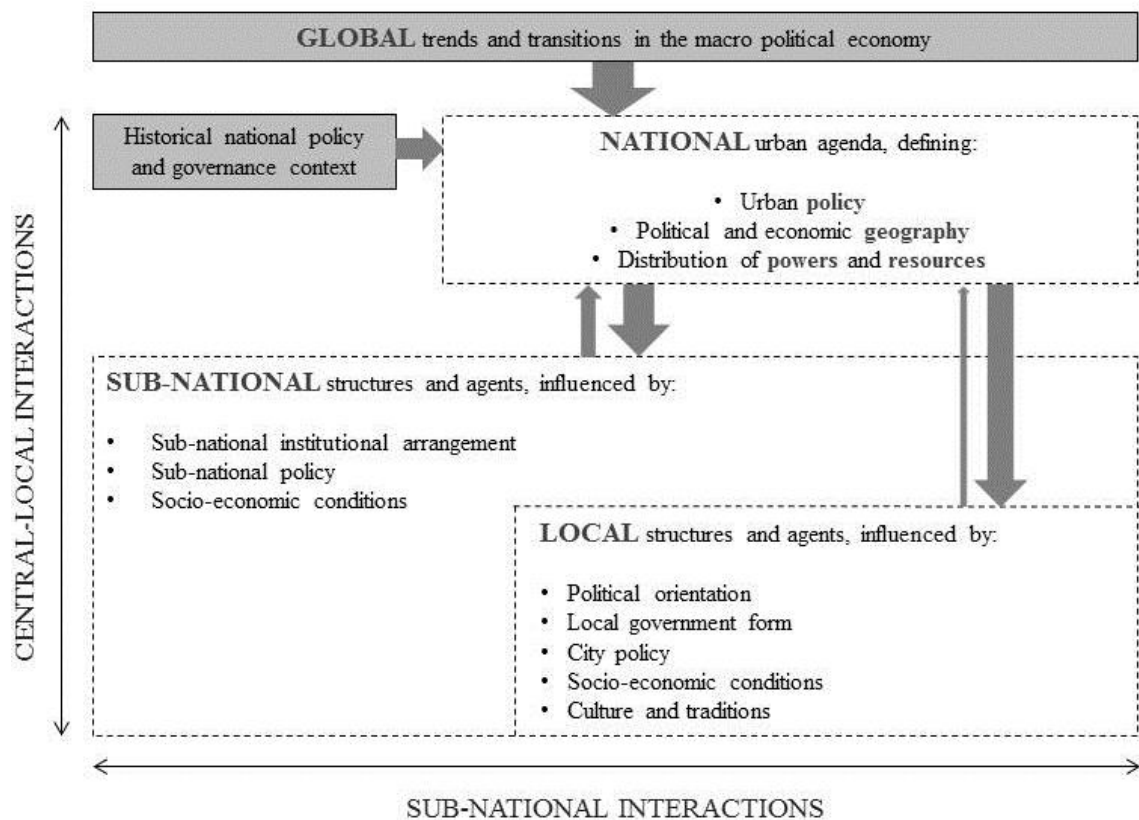 GLOBAL trends and transitions in the macro political economy
Historical national policy
and governance context
NATIONAL urban agenda, defining:
• Urban policy
• Political and economic geography
• Distribution of powers and resources
CENTRAL-LOCAL INTERACTIONS
SUB-NATIONAL structures and agents, influenced by:
• Sub-national institutional arrangement
• Sub-national policy
• Socio-economic conditions
LOCAL structures and agents, influenced by:
• Political orientation
• Local government form
• City policy
• Socio-economic conditions
• Culture and traditions
SUB-NATIONAL INTERACTIONS